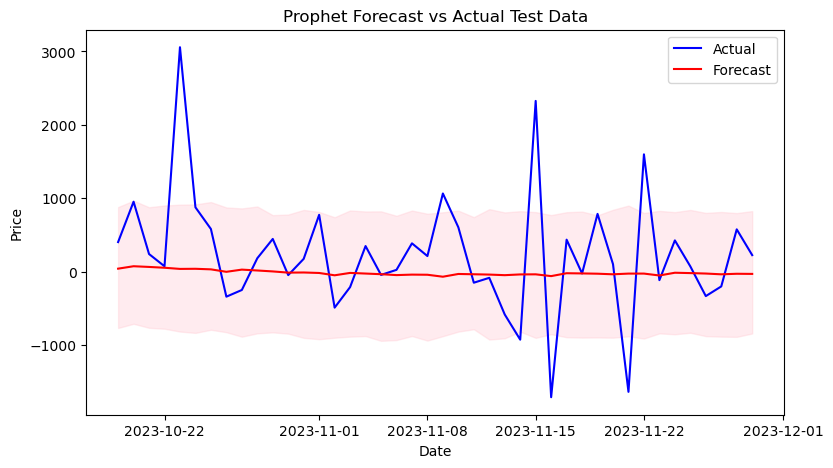 Prophet Forecast vs Actual Test Data
Actual
Forecast
Price
3000
2000
1000
0
−1000
2023-10-22
2023-11-01
2023-11-08
2023-11-15
2023-11-22
2023-12-01
Date